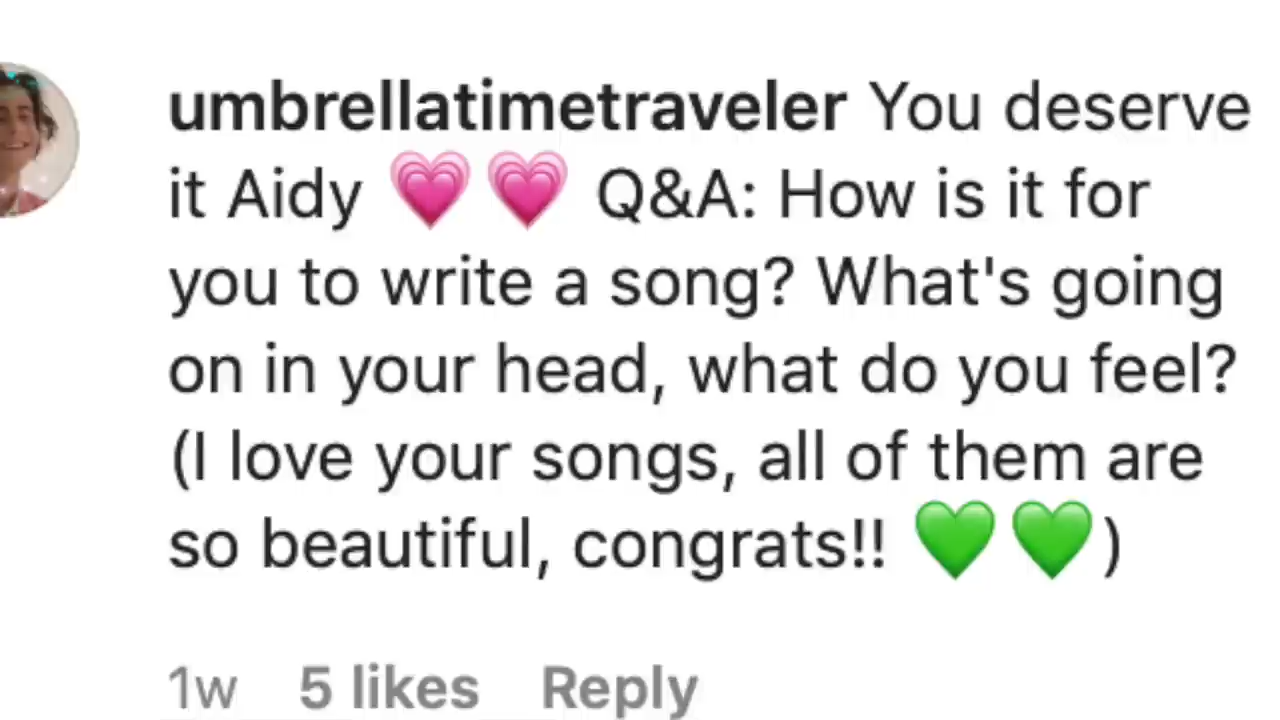 umbrellatimetraveler You deserve
it Aidy 💗💗 Q&A: How is it for
you to write a song? What's going
on in your head, what do you feel?
(I love your songs, all of them are
so beautiful, congrats!! 💚💚)
1w 5 likes Reply